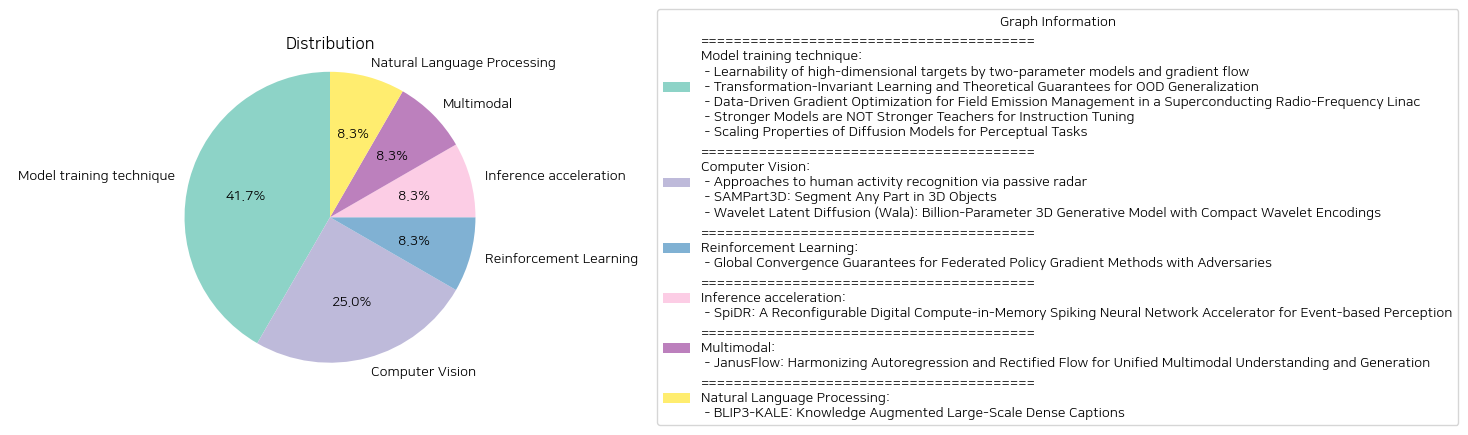 Distribution
Natural Language Processing
Multimodal
Inference acceleration
Reinforcement Learning
Computer Vision
Model training technique
8.3%
8.3%
8.3%
8.3%
25.0%
41.7%
Graph Information
========================================
Model training technique:
- Learnability of high-dimensional targets by two-parameter models and gradient flow
- Transformation-Invariant Learning and Theoretical Guarantees for OOD Generalization
- Data-Driven Gradient Optimization for Field Emission Management in a Superconducting Radio-Frequency Linac
- Stronger Models are NOT Stronger Teachers for Instruction Tuning
- Scaling Properties of Diffusion Models for Perceptual Tasks
========================================
Computer Vision:
- Approaches to human activity recognition via passive radar
- SAMPart3D: Segment Any Part in 3D Objects
- Wavelet Latent Diffusion (Wala): Billion-Parameter 3D Generative Model with Compact Wavelet Encodings
========================================
Reinforcement Learning:
- Global Convergence Guarantees for Federated Policy Gradient Methods with Adversaries
========================================
Inference acceleration:
- SpiDR: A Reconfigurable Digital Compute-in-Memory Spiking Neural Network Accelerator for Event-based Perception
========================================
Multimodal:
- JanusFlow: Harmonizing Autoregression and Rectified Flow for Unified Multimodal Understanding and Generation
========================================
Natural Language Processing:
- BLIP3-KALE: Knowledge Augmented Large-Scale Dense Captions